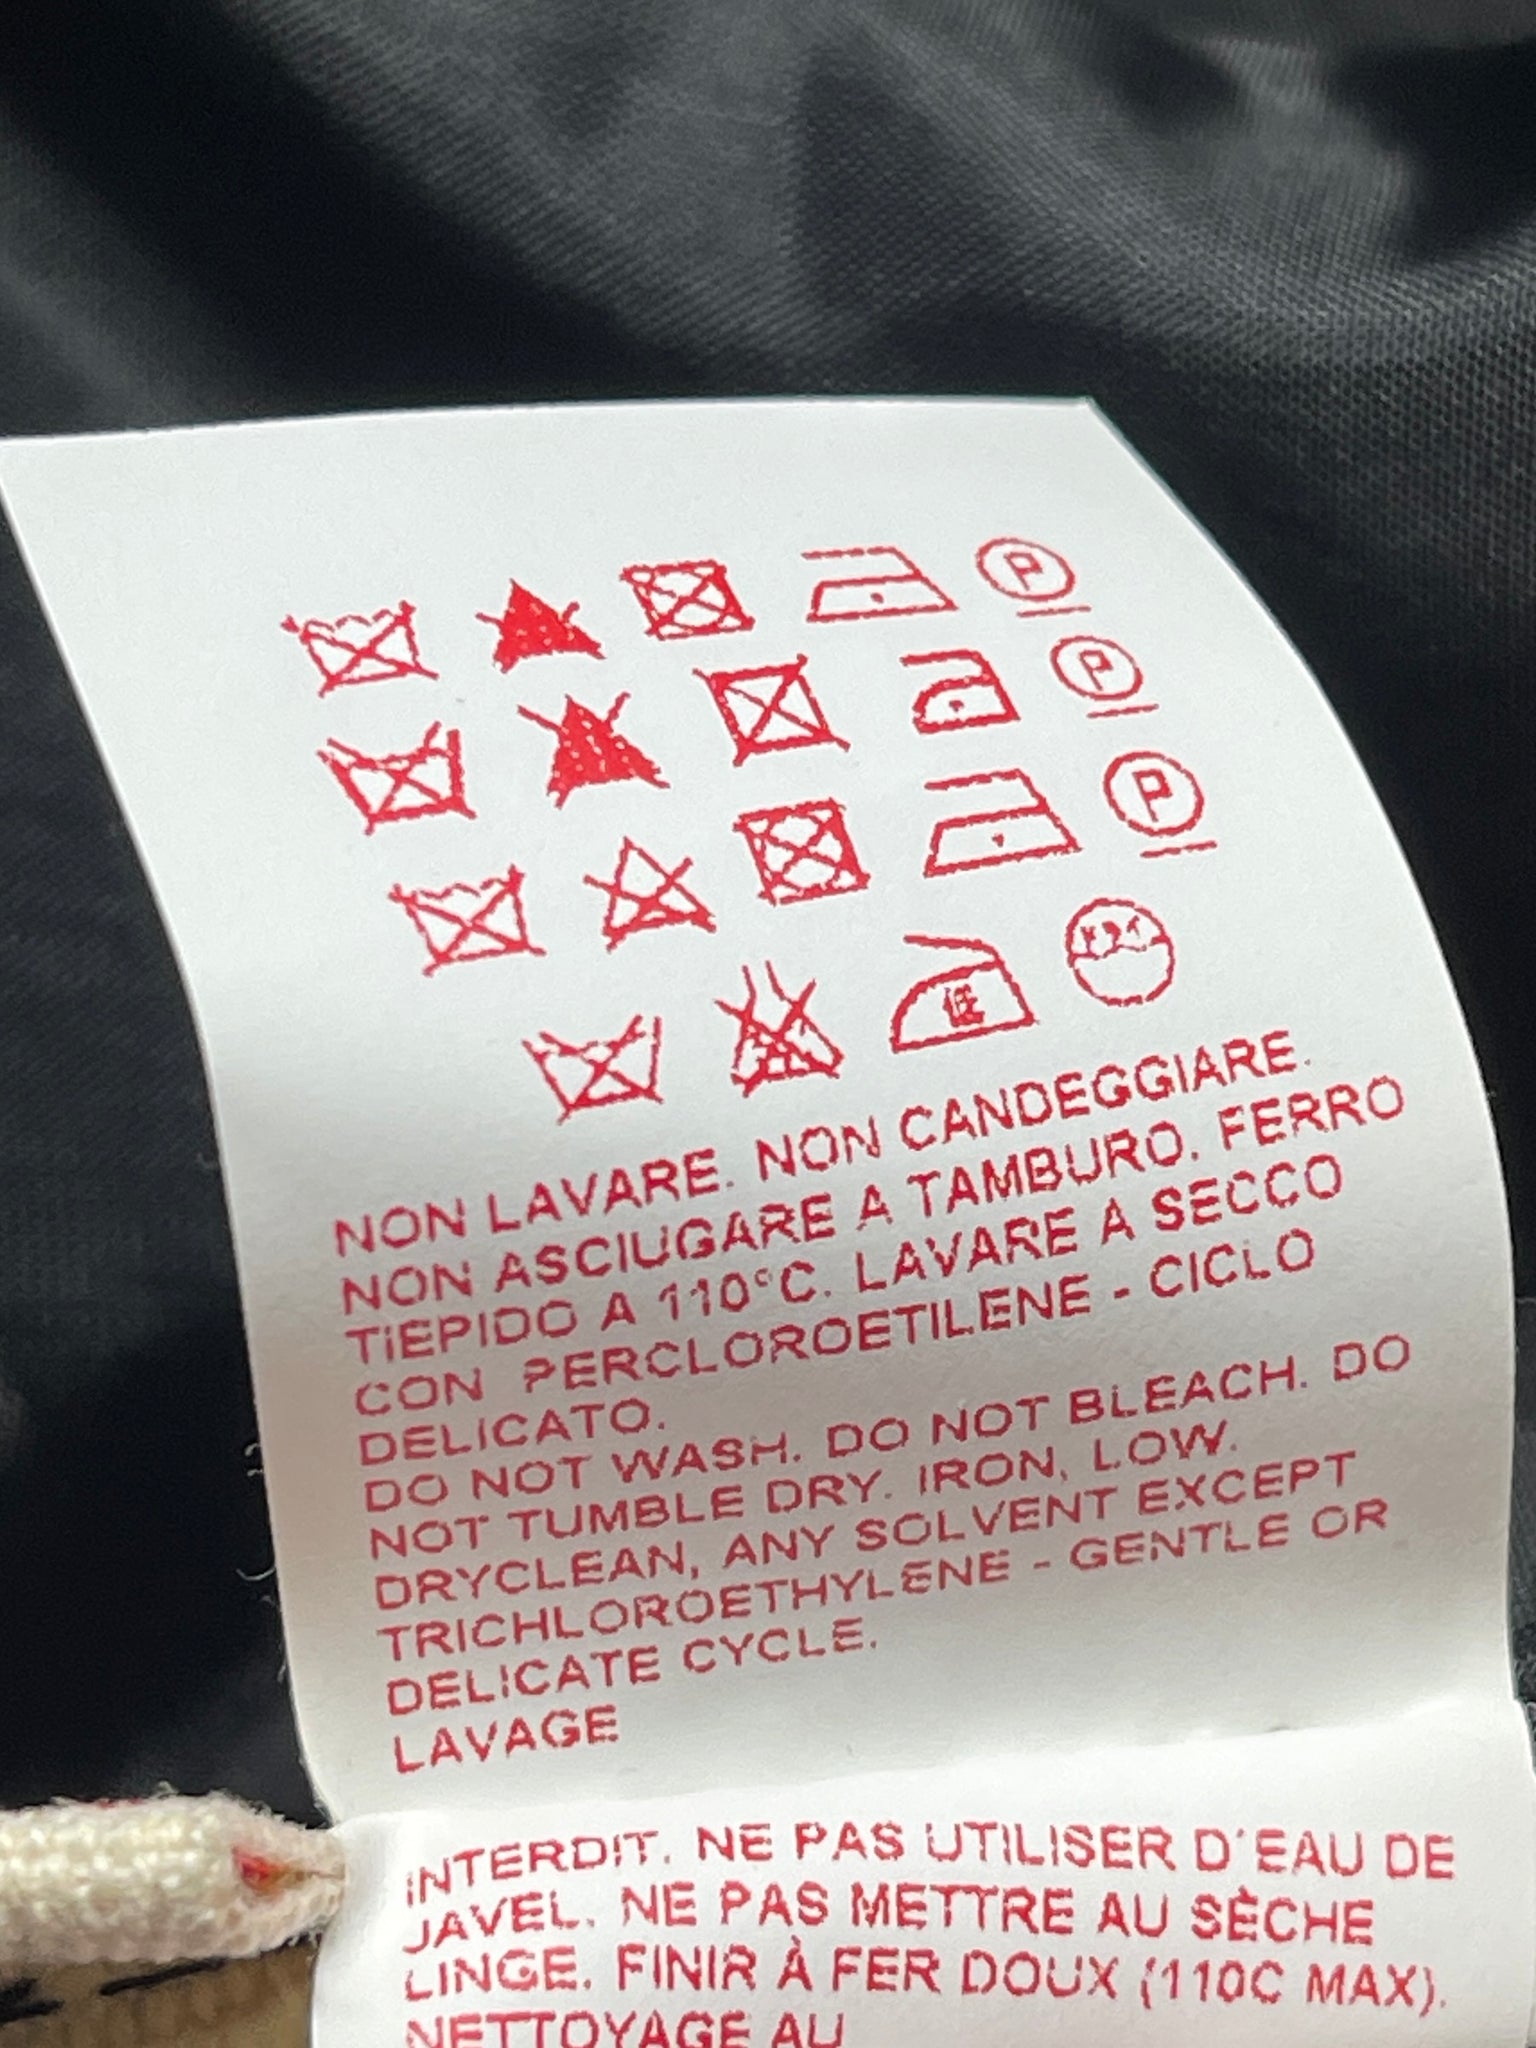 P
P
P
低
NON LAVARE. NON CANDEGGIARE.
NON ASCIUGARE A TAMBURO. FERRO
TIEPIDO A 110°C. LAVARE A SECCO
CON PERCLOROETILENE - CICLO
DELICATO.
DO NOT WASH. DO NOT BLEACH. DO
NOT TUMBLE DRY. IRON, LOW.
DRYCLEAN, ANY SOLVENT EXCEPT
TRICHLOROETHYLENE - GENTLE OR
DELICATE CYCLE.
LAVAGE
INTERDIT. NE PAS UTILISER D'EAU DE
JAVEL. NE PAS METTRE AU SÈCHE
LINGE. FINIR À FER DOUX (110C MAX).
NETTOYAGE AU